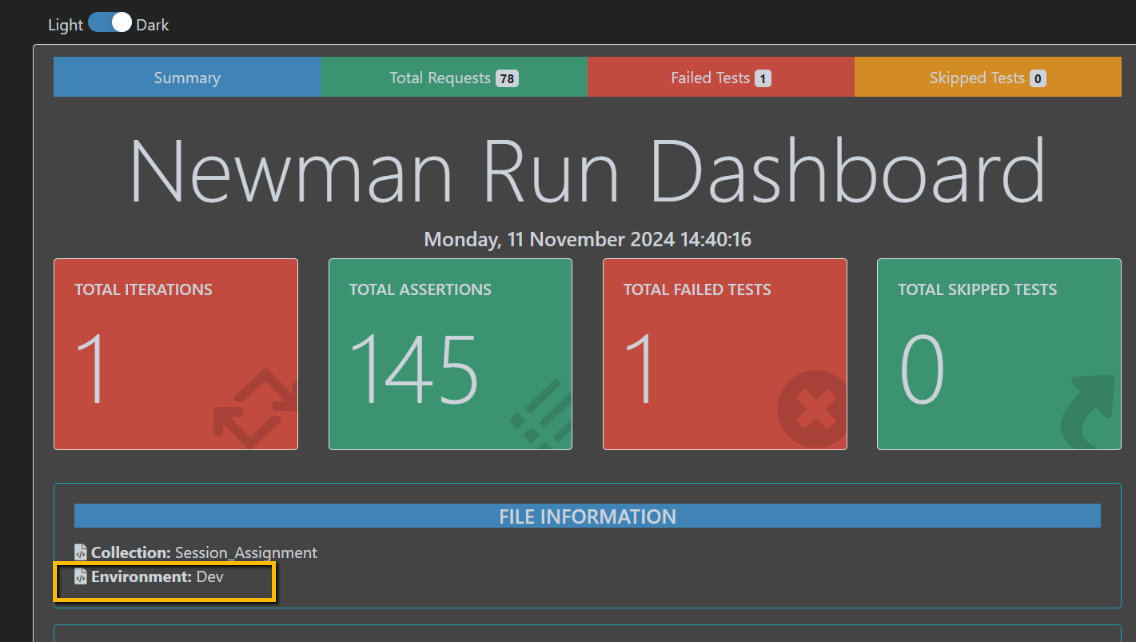 Light Dark
Summary Total Requests 78 Failed Tests 1 Skipped Tests 0
Newman Run Dashboard
Monday, 11 November 2024 14:40:16
TOTAL ITERATIONS TOTAL ASSERTIONS TOTAL FAILED TESTS TOTAL SKIPPED TESTS
1 145 1 0
FILE INFORMATION
Collection: Session_Assignment
Environment: Dev